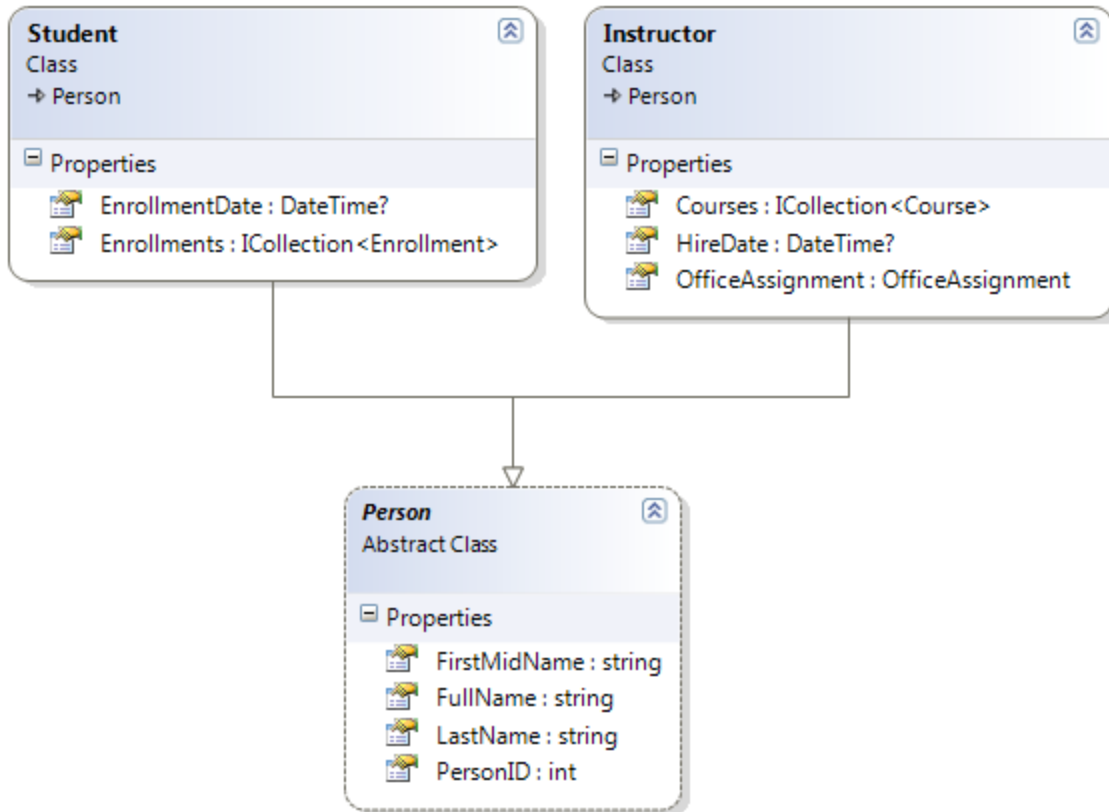 Student
Class
Person
Properties
EnrollmentDate : DateTime?
Enrollments : ICollection<Enrollment>
Instructor
Class
Person
Properties
Courses : ICollection<Course>
HireDate : DateTime?
OfficeAssignment : OfficeAssignment
Person
Abstract Class
Properties
FirstMidName : string
FullName : string
LastName : string
PersonID : int